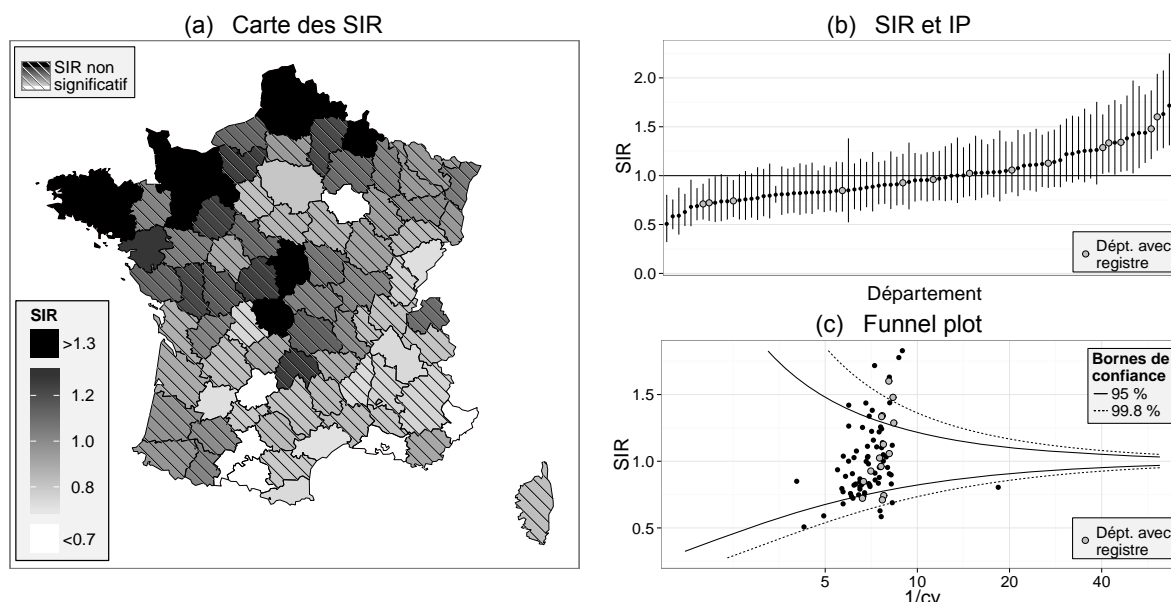 (a) Carte des SIR
SIR non
significatif
SIR
>1.3
1.2
1.0
0.8
<0.7
(b) SIR et IP
SIR
2.0
1.5
1.0
0.5
0.0
Dépt. avec
registre
Département
(c) Funnel plot
SIR
1.5
1.0
0.5
Bornes de
confiance
95 %
99.8 %
Dépt. avec
registre
5
10
20
40
1/cv